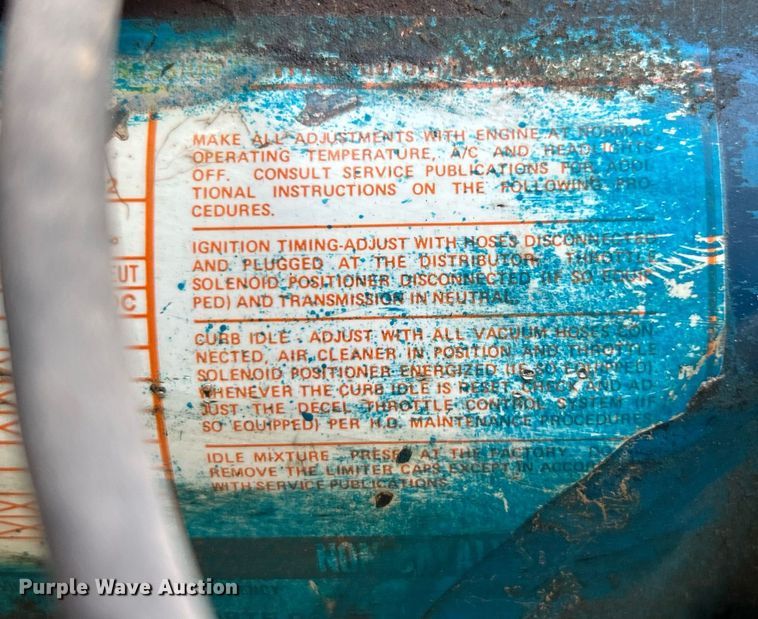 MAKE ALL ADJUSTMENTS WITH ENGINE AT NORMAL
OPERATING TEMPERATURE, A/C AND HEADLIGHTS
OFF. CONSULT SERVICE PUBLICATIONS FOR ADDI-
TIONAL INSTRUCTIONS ON THE FOLLOWING PRO-
CEDURES.
2
IGNITION TIMING-ADJUST WITH HOSES DISCONNECTED
AND PLUGGED AT THE DISTRIBUTOR. THROTTLE
SOLENOID POSITIONER DISCONNECTED (IF SO EQUIP-
PED) AND TRANSMISSION IN NEUTRAL.
EUT
DC
CURB IDLE - ADJUST WITH ALL VACUUM HOSES CON-
NECTED, AIR CLEANER IN POSITION AND THROTTLE
SOLENOID POSITIONER ENERGIZED (IF SO EQUIPPED)
WHENEVER THE CURB IDLE IS RESET, CHECK AND AD-
JUST THE DECEL THROTTLE CONTROL SYSTEM (IF
SO EQUIPPED) PER H.D. MAINTENANCE PROCEDURES
IDLE MIXTURE - PRESET AT THE FACTORY.
REMOVE THE LIMITER CAPS EXCEPT IN
WITH SERVICE PUBLICATIONS.
Purple Wave Auction